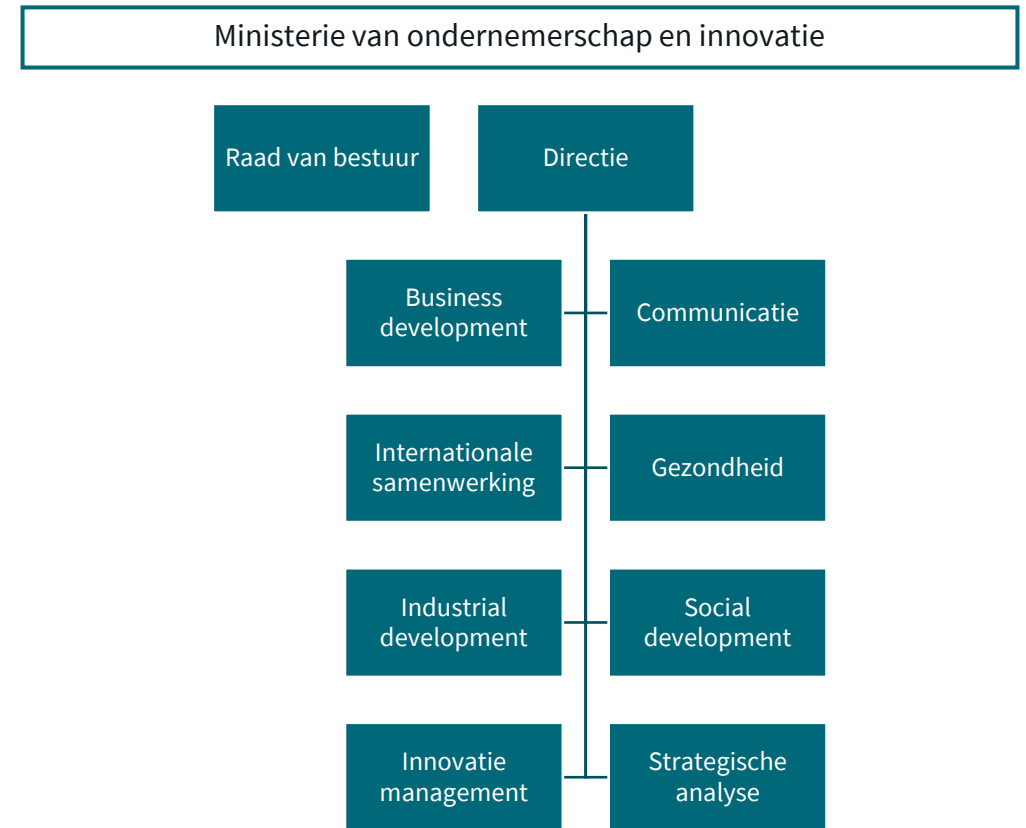 Ministerie van ondernemerschap en innovatie
Raad van bestuur
Directie
Business
development
Communicatie
Internationale
samenwerking
Gezondheid
Industrial
development
Social
development
Innovatie
management
Strategische
analyse